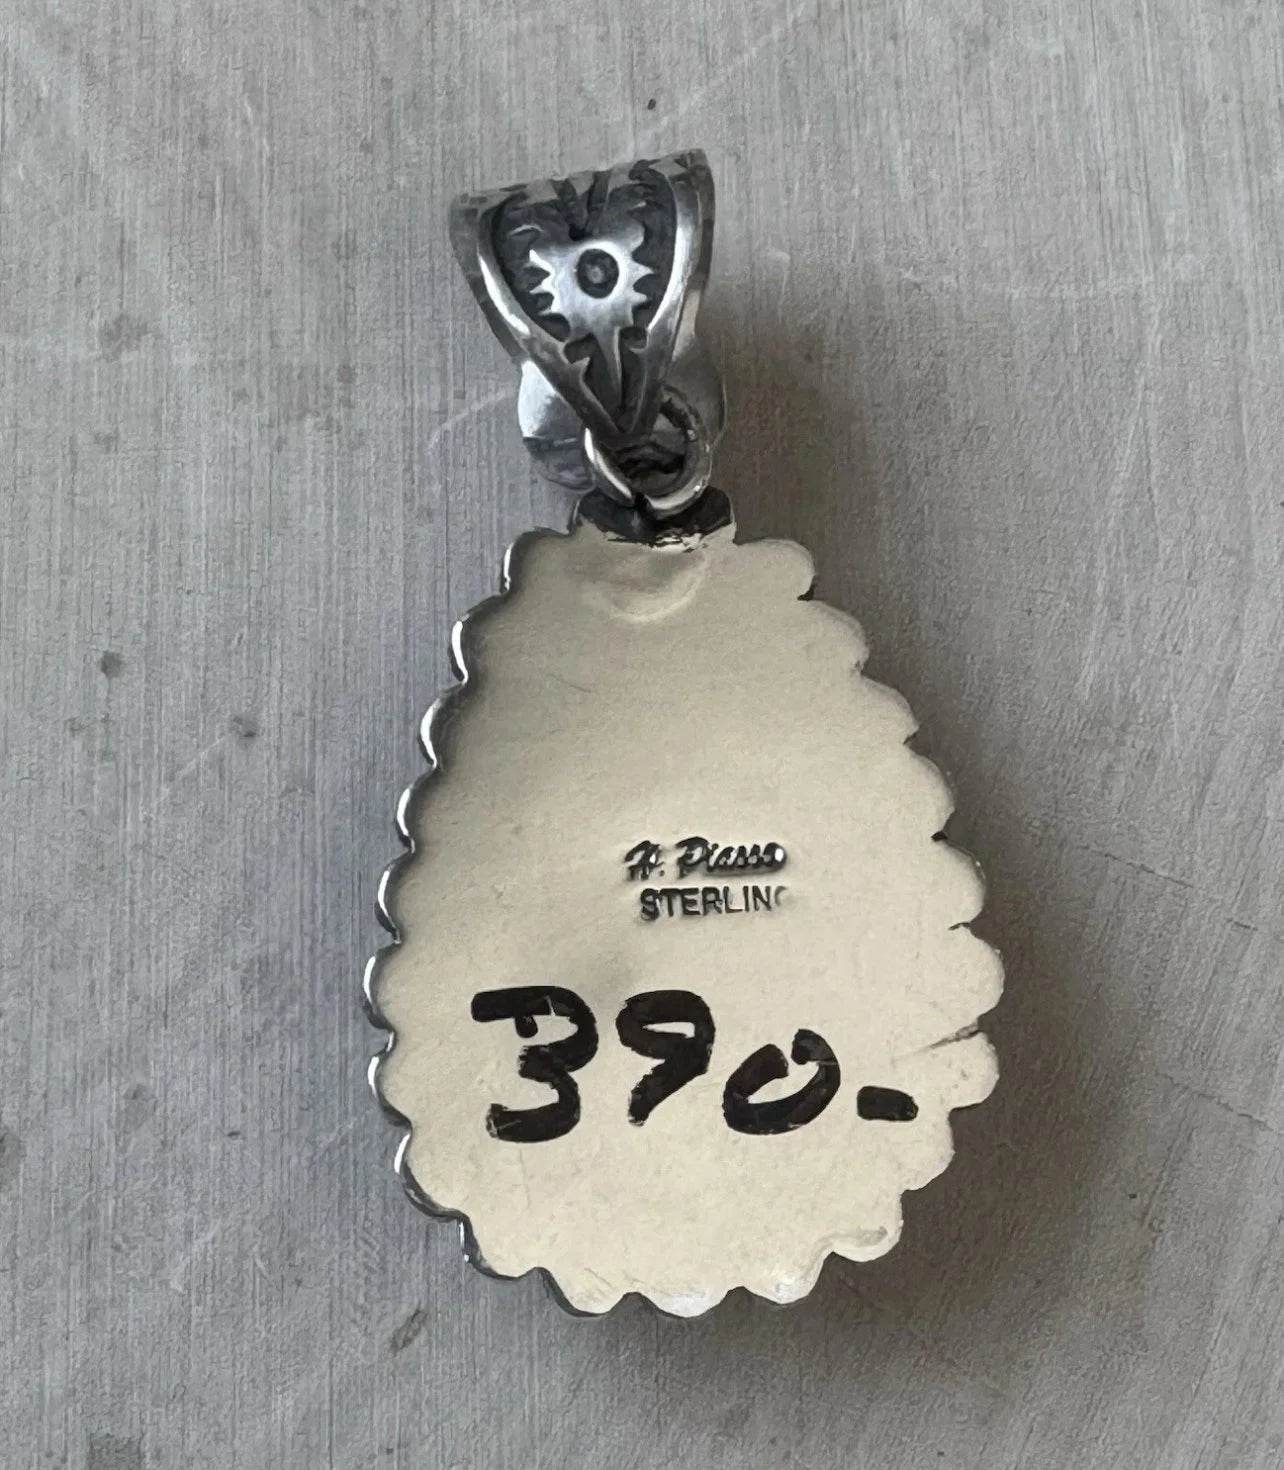 H. Piasso
STERLING
390.-